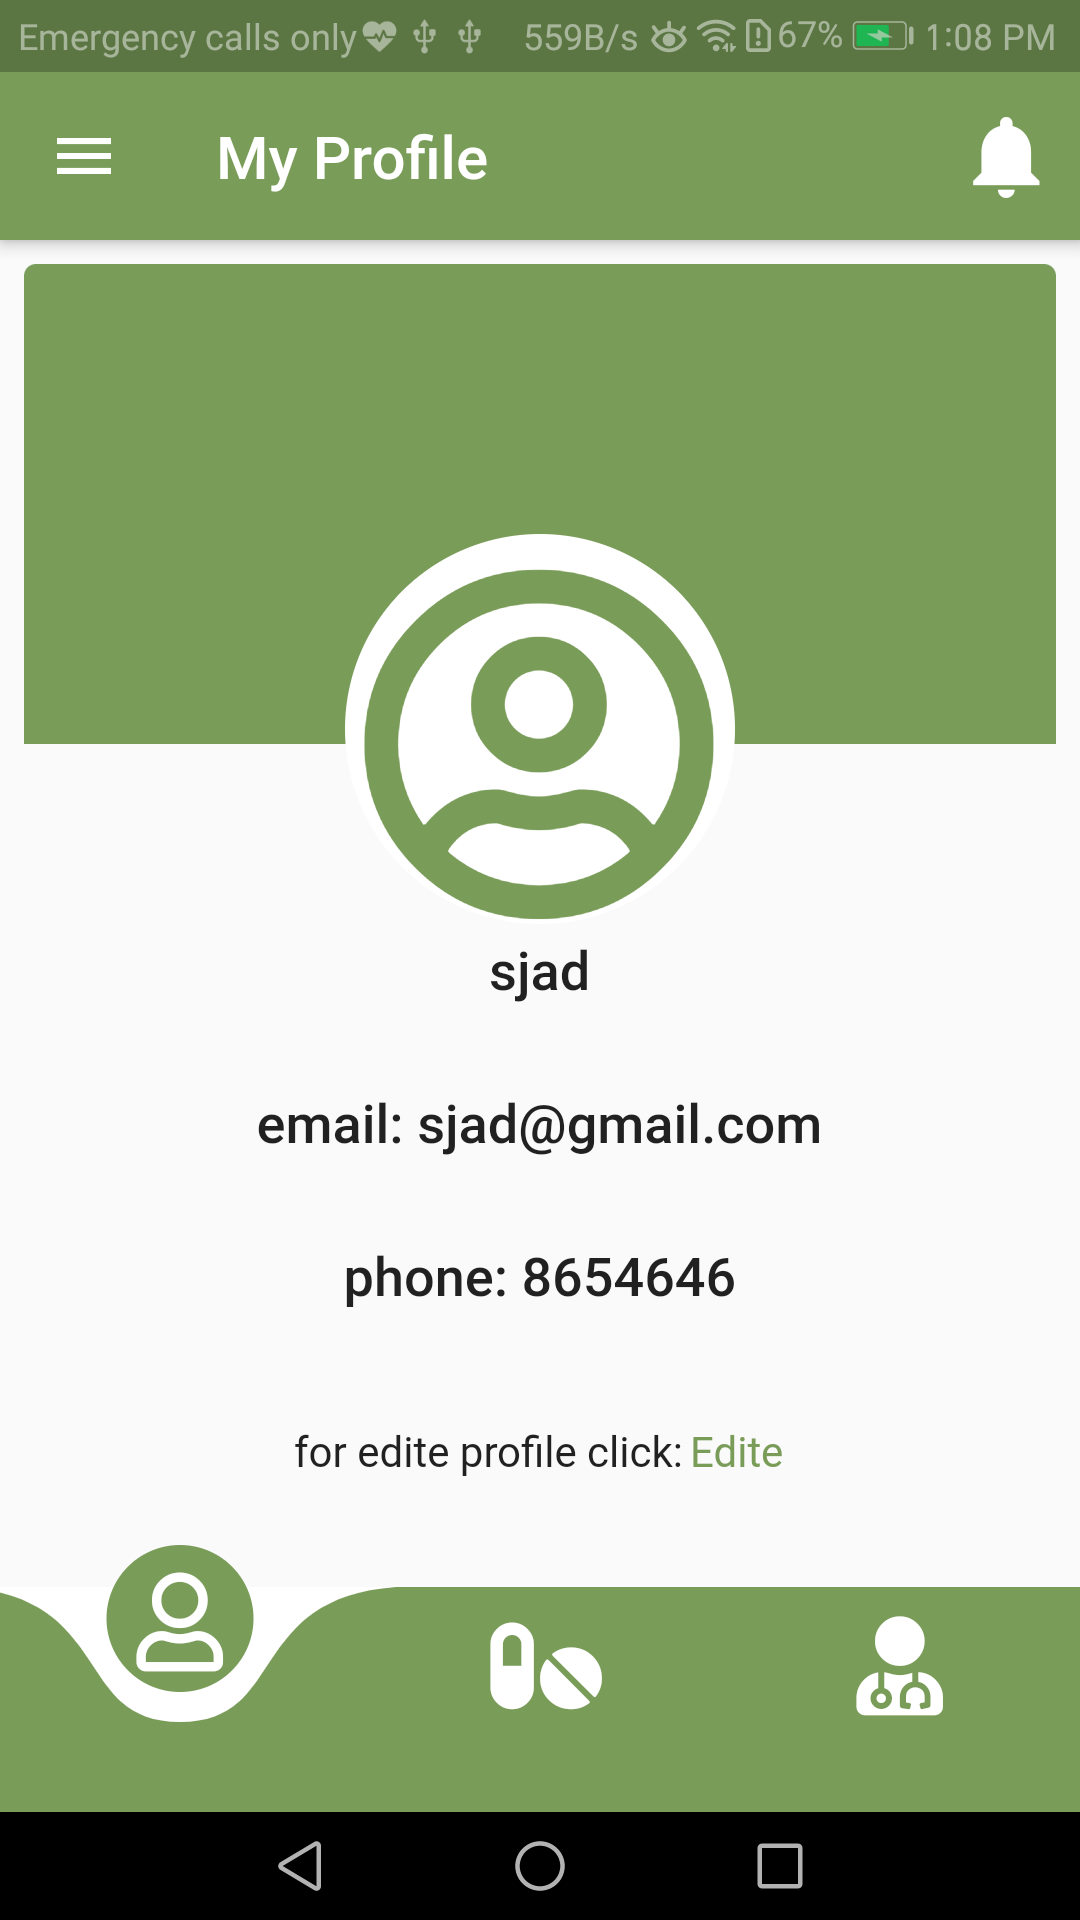 Emergency calls only 559B/s 67% 1:08 PM
My Profile
sjad
email: sjad@gmail.com
phone: 8654646
for edite profile click: Edite